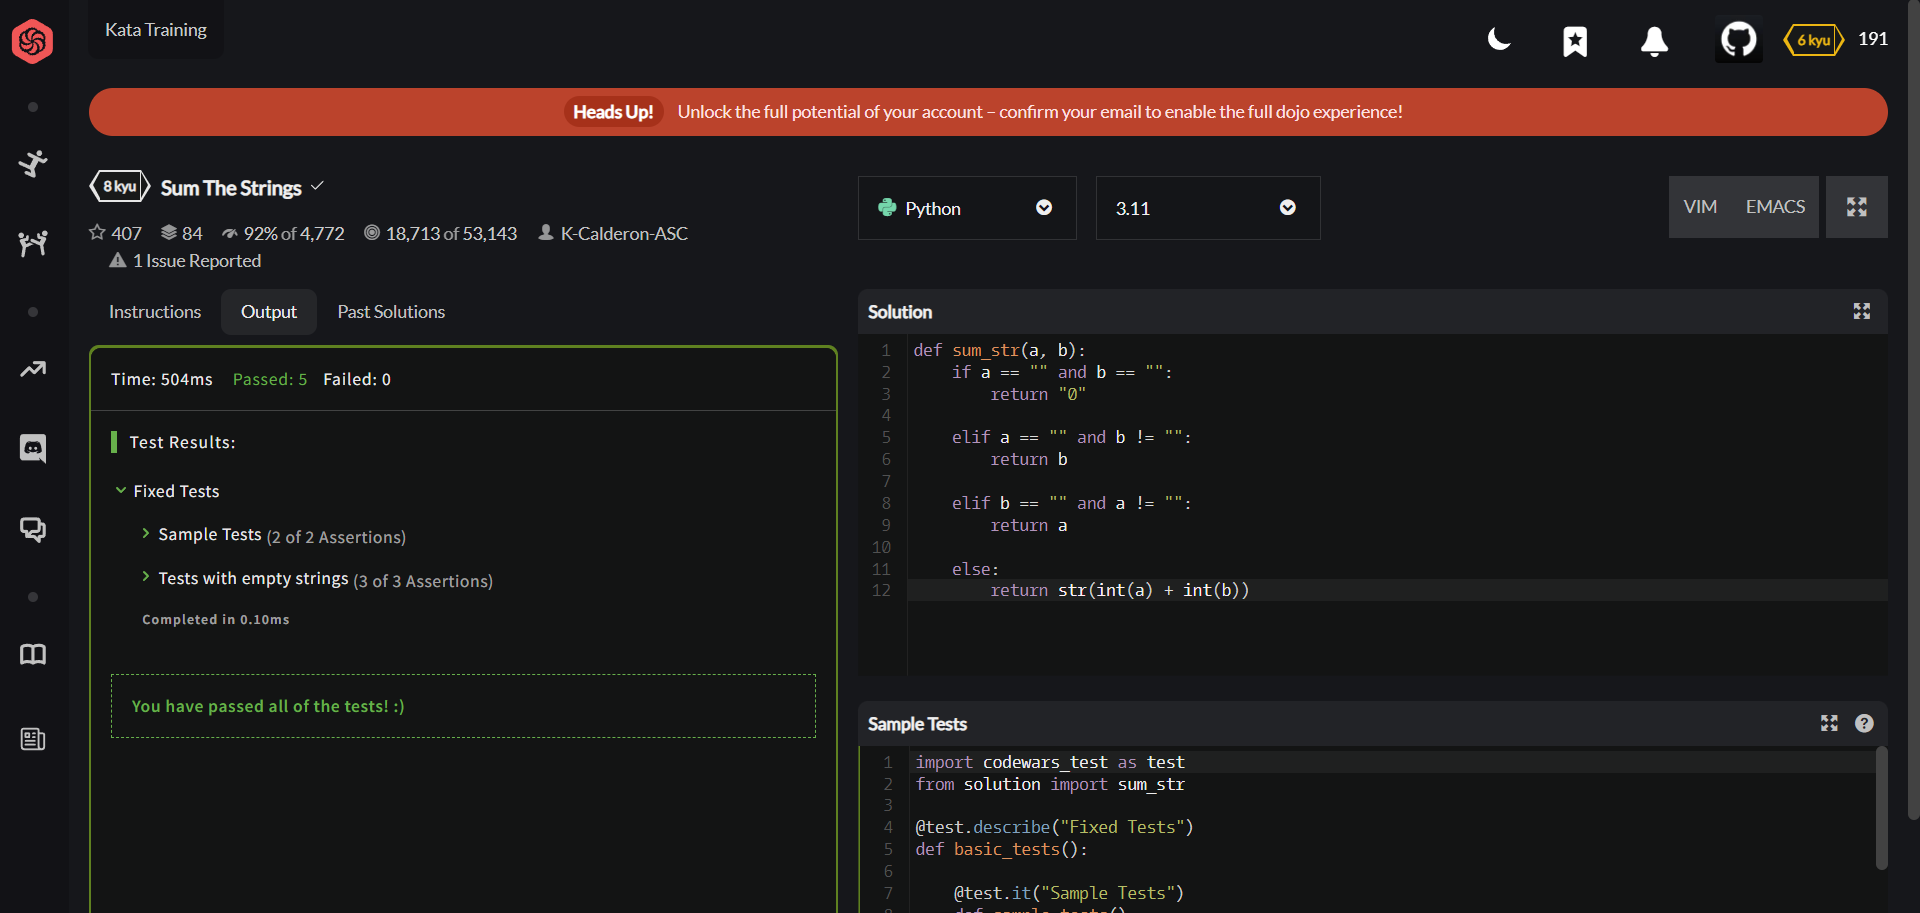 Kata Training
6 kyu 191
Heads Up! Unlock the full potential of your account – confirm your email to enable the full dojo experience!
8 kyu Sum The Strings
407 84 92% of 4,772 18,713 of 53,143 K-Calderon-ASC
1 Issue Reported
Python 3.11 VIM EMACS
Instructions Output Past Solutions
Time: 504ms Passed: 5 Failed: 0
Test Results:
Fixed Tests
Sample Tests (2 of 2 Assertions)
Tests with empty strings (3 of 3 Assertions)
Completed in 0.10ms
You have passed all of the tests! :)
Solution
1 def sum_str(a, b):
2     if a == "" and b == "":
3         return "0"
4
5     elif a == "" and b != "":
6         return b
7
8     elif b == "" and a != "":
9         return a
10
11     else:
12         return str(int(a) + int(b))
Sample Tests
1 import codewars_test as test
2 from solution import sum_str
3
4 @test.describe("Fixed Tests")
5 def basic_tests():
6
7     @test.it("Sample Tests")
8     def sample_tests():